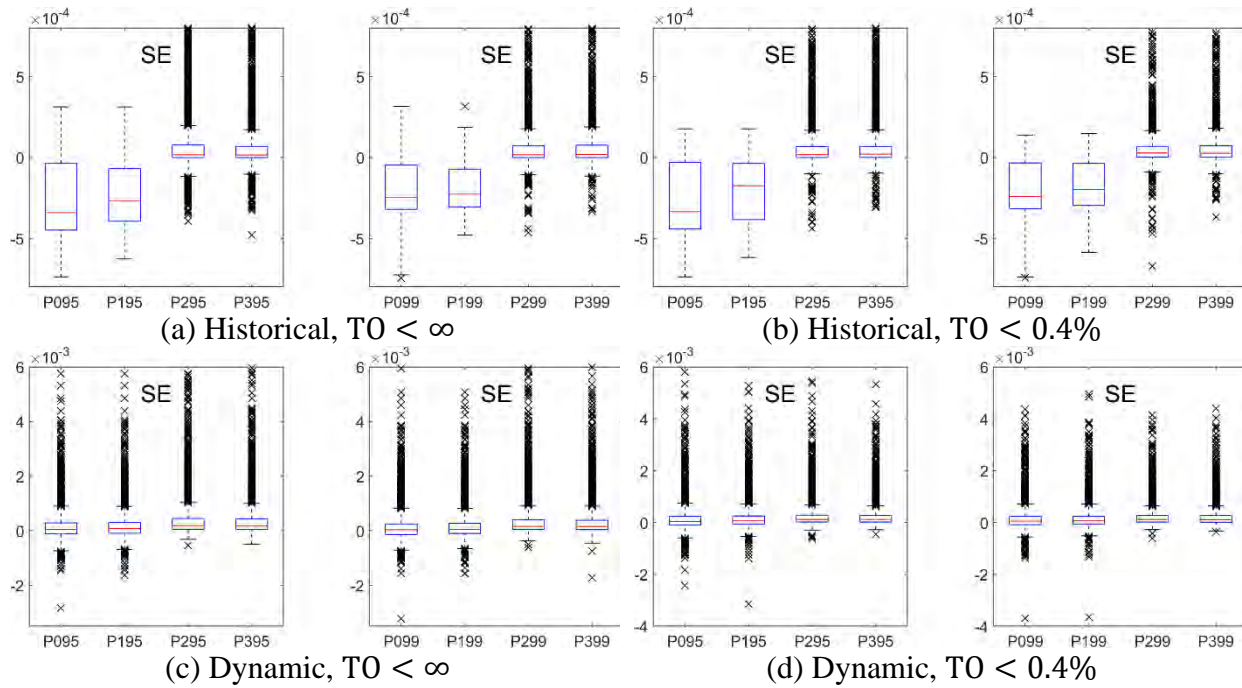 ×10⁻⁴ ×10⁻⁴ ×10⁻⁴ ×10⁻⁴
SE SE SE SE
5 5 5 5
0 0 0 0
-5 -5 -5 -5
P095 P195 P295 P395 P099 P199 P299 P399 P095 P195 P295 P395 P099 P199 P299 P399
(a) Historical, TO < ∞ (b) Historical, TO < 0.4%
6 ×10⁻³ 6 ×10⁻³ 6 ×10⁻³ 6 ×10⁻³
SE SE SE SE
4 4 4 4
2 2 2 2
0 0 0 0
-2 -2 -2 -2
-4 -4
P095 P195 P295 P395 P099 P199 P299 P399 P095 P195 P295 P395 P099 P199 P299 P399
(c) Dynamic, TO < ∞ (d) Dynamic, TO < 0.4%